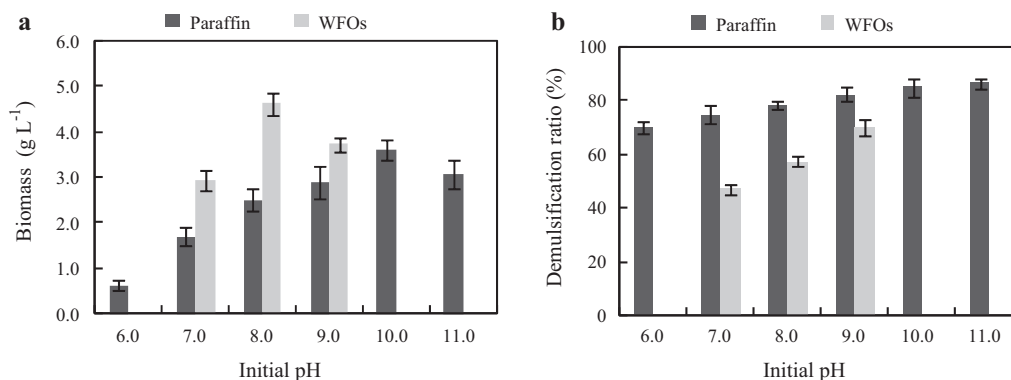 a
Paraffin WFOs
6.0
5.0
4.0
3.0
2.0
1.0
0.0
Biomass (g L⁻¹)
6.0 7.0 8.0 9.0 10.0 11.0
Initial pH
b
Paraffin WFOs
100
80
60
40
20
0
Demulsification ratio (%)
6.0 7.0 8.0 9.0 10.0 11.0
Initial pH